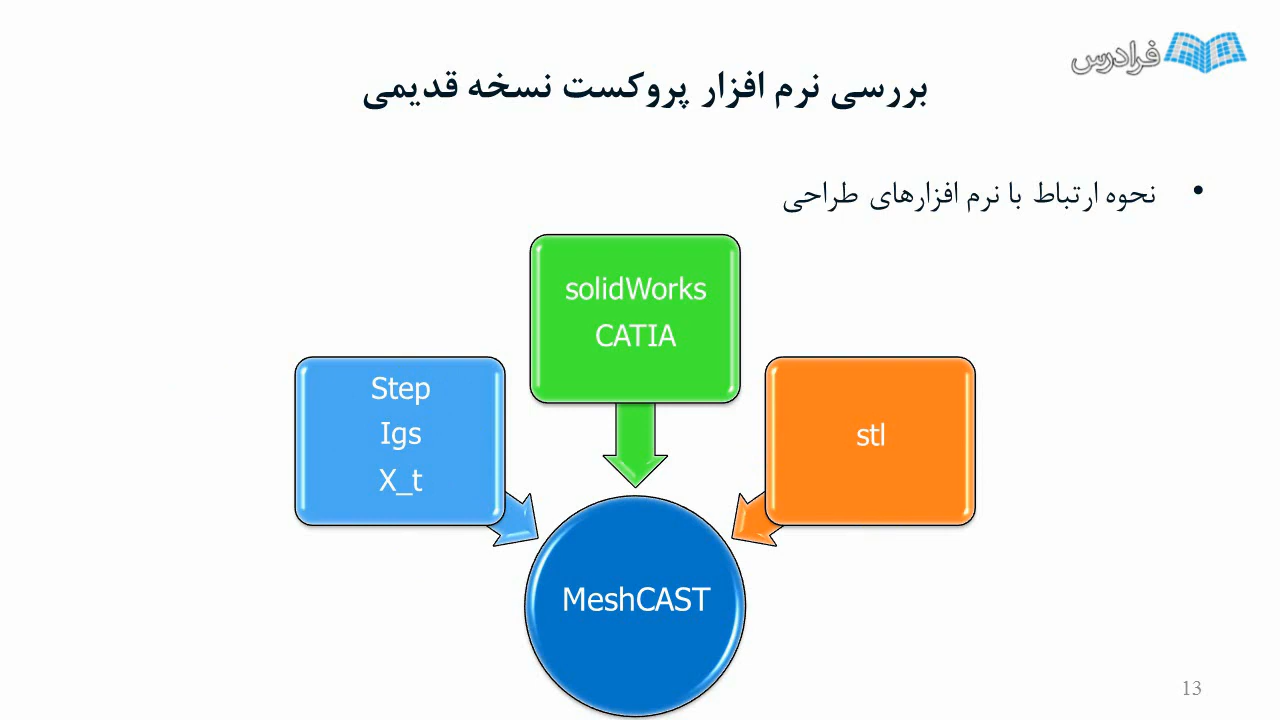 فرادرس
بررسی نرم افزار پروکست نسخه قدیمی
• نحوه ارتباط با نرم افزارهای طراحی
solidWorks
CATIA
Step
Igs
X_t
stl
MeshCAST
13